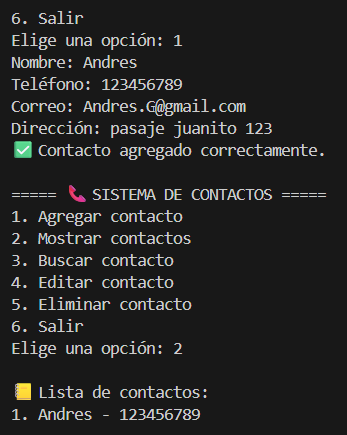 6. Salir
Elige una opción: 1
Nombre: Andres
Teléfono: 123456789
Correo: Andres.G@gmail.com
Dirección: pasaje juanito 123
✅ Contacto agregado correctamente.
===== 📞 SISTEMA DE CONTACTOS =====
1. Agregar contacto
2. Mostrar contactos
3. Buscar contacto
4. Editar contacto
5. Eliminar contacto
6. Salir
Elige una opción: 2
📒 Lista de contactos:
1. Andres - 123456789